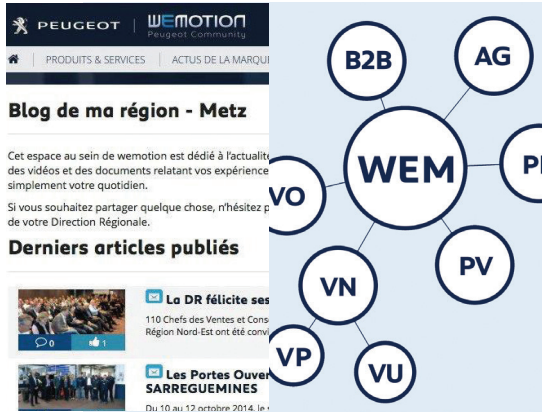 PEUGEOT
WEMOTION
Peugeot Community
PRODUITS & SERVICES
ACTUS DE LA MARQU
Blog de ma région - Metz
Cet espace au sein de wemotion est dédié à l'actualité
des vidéos et des documents relatant vos expérience
simplement votre quotidien.
Si vous souhaitez partager quelque chose, n'hésitez p
de votre Direction Régionale.
Derniers articles publiés
La DR félicite ses
110 Chefs des Ventes et Cons
Région Nord-Est ont été convi
0
1
Les Portes Ouver
SARREGUEMINES
Du 10 au 12 octobre 2014, le
B2B
AG
WEM
VO
PV
VN
VP
VU